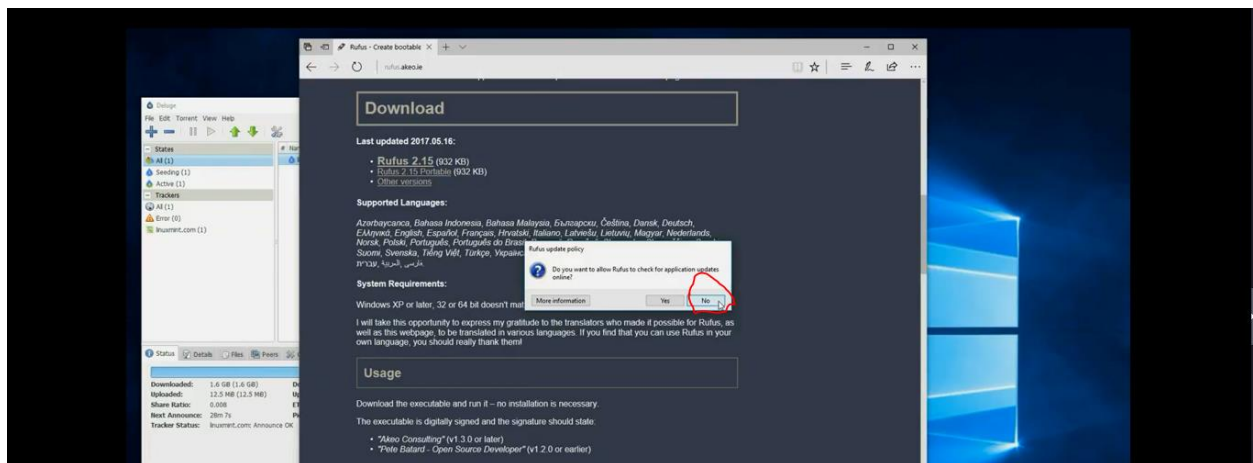 Rufus - Create bootable
rufus.akeo.ie
Download
Last updated 2017.05.16:
Rufus 2.15 (932 KB)
Rufus 2.15 Portable (932 KB)
Other versions
Supported Languages:
Azərbaycanca, Bahasa Indonesia, Bahasa Malaysia, Български, Čeština, Dansk, Deutsch,
Ελληνικά, English, Español, Français, Hrvatski, Italiano, Latviešu, Lietuvių, Magyar, Nederlands,
Norsk, Polski, Português, Português do Brasil
Suomi, Svenska, Tiếng Việt, Türkçe,
فارسی, العربية, עברית.
System Requirements:
Windows XP or later, 32 or 64 bit doesn't mat
I will take this opportunity to express my gratitude to the translators who made it possible for Rufus, as
well as this webpage, to be translated in various languages. If you find that you can use Rufus in your
own language, you should really thank them!
Usage
Download the executable and run it – no installation is necessary.
The executable is digitally signed and the signature should state:
"Akeo Consulting" (v1.3.0 or later)
"Pete Batard - Open Source Developer" (v1.2.0 or earlier)
Rufus update policy
Do you want to allow Rufus to check for application updates
online?
More information Yes No
Deluge
File Edit Torrent View Help
States
All (1)
Seeding (1)
Active (1)
Trackers
All (1)
Error (0)
linuxmint.com (1)
# Nar
Status Details Files Peers
Downloaded: 1.6 GB (1.6 GB)
Uploaded: 12.5 MB (12.5 MB)
Share Ratio: 0.008
Next Announce: 28m 7s
Tracker Status: linuxmint.com: Announce OK